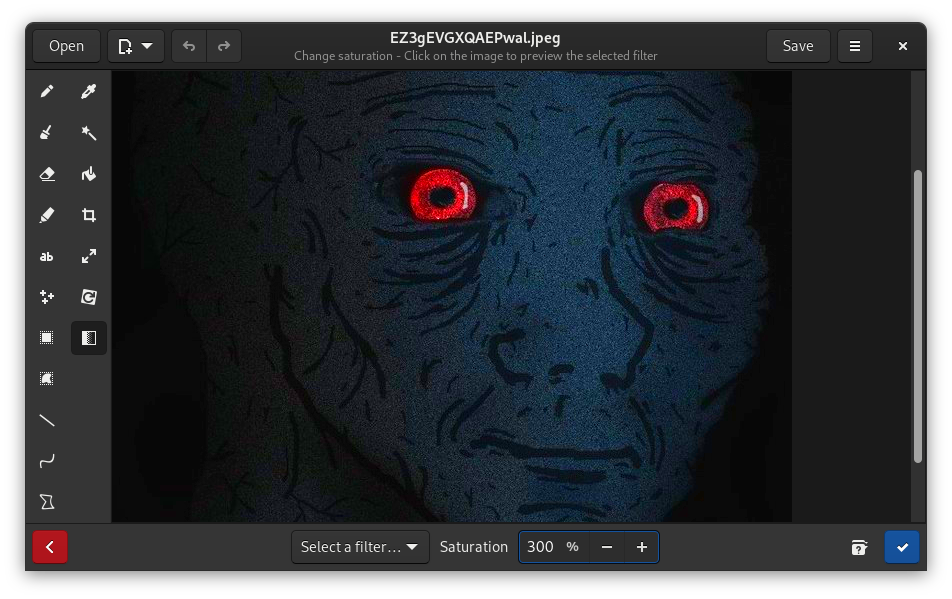 Open
EZ3gEVGXQAEPwal.jpeg
Change saturation - Click on the image to preview the selected filter
Save
ab
Select a filter…
Saturation
300 %